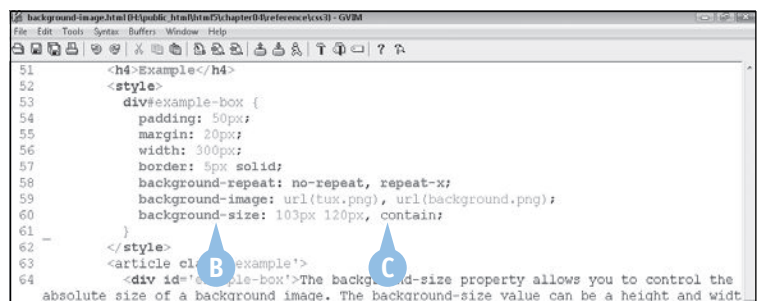 background-image.html (H:\public_html\html5\chapter04\reference\css3) - GVIM
File Edit Tools Syntax Buffers Window Help
51 <h4>Example</h4>
52 <style>
53 div#example-box {
54 padding: 50px;
55 margin: 20px;
56 width: 300px;
57 border: 5px solid;
58 background-repeat: no-repeat, repeat-x;
59 background-image: url(tux.png), url(background.png);
60 background-size: 103px 120px, contain;
61 }
62 </style>
63 <article cla B example'>
C
64 <div id= ple-box'>The backg nd-size property allows you to control the
absolute size of a background image. The background-size value can be a height and widt